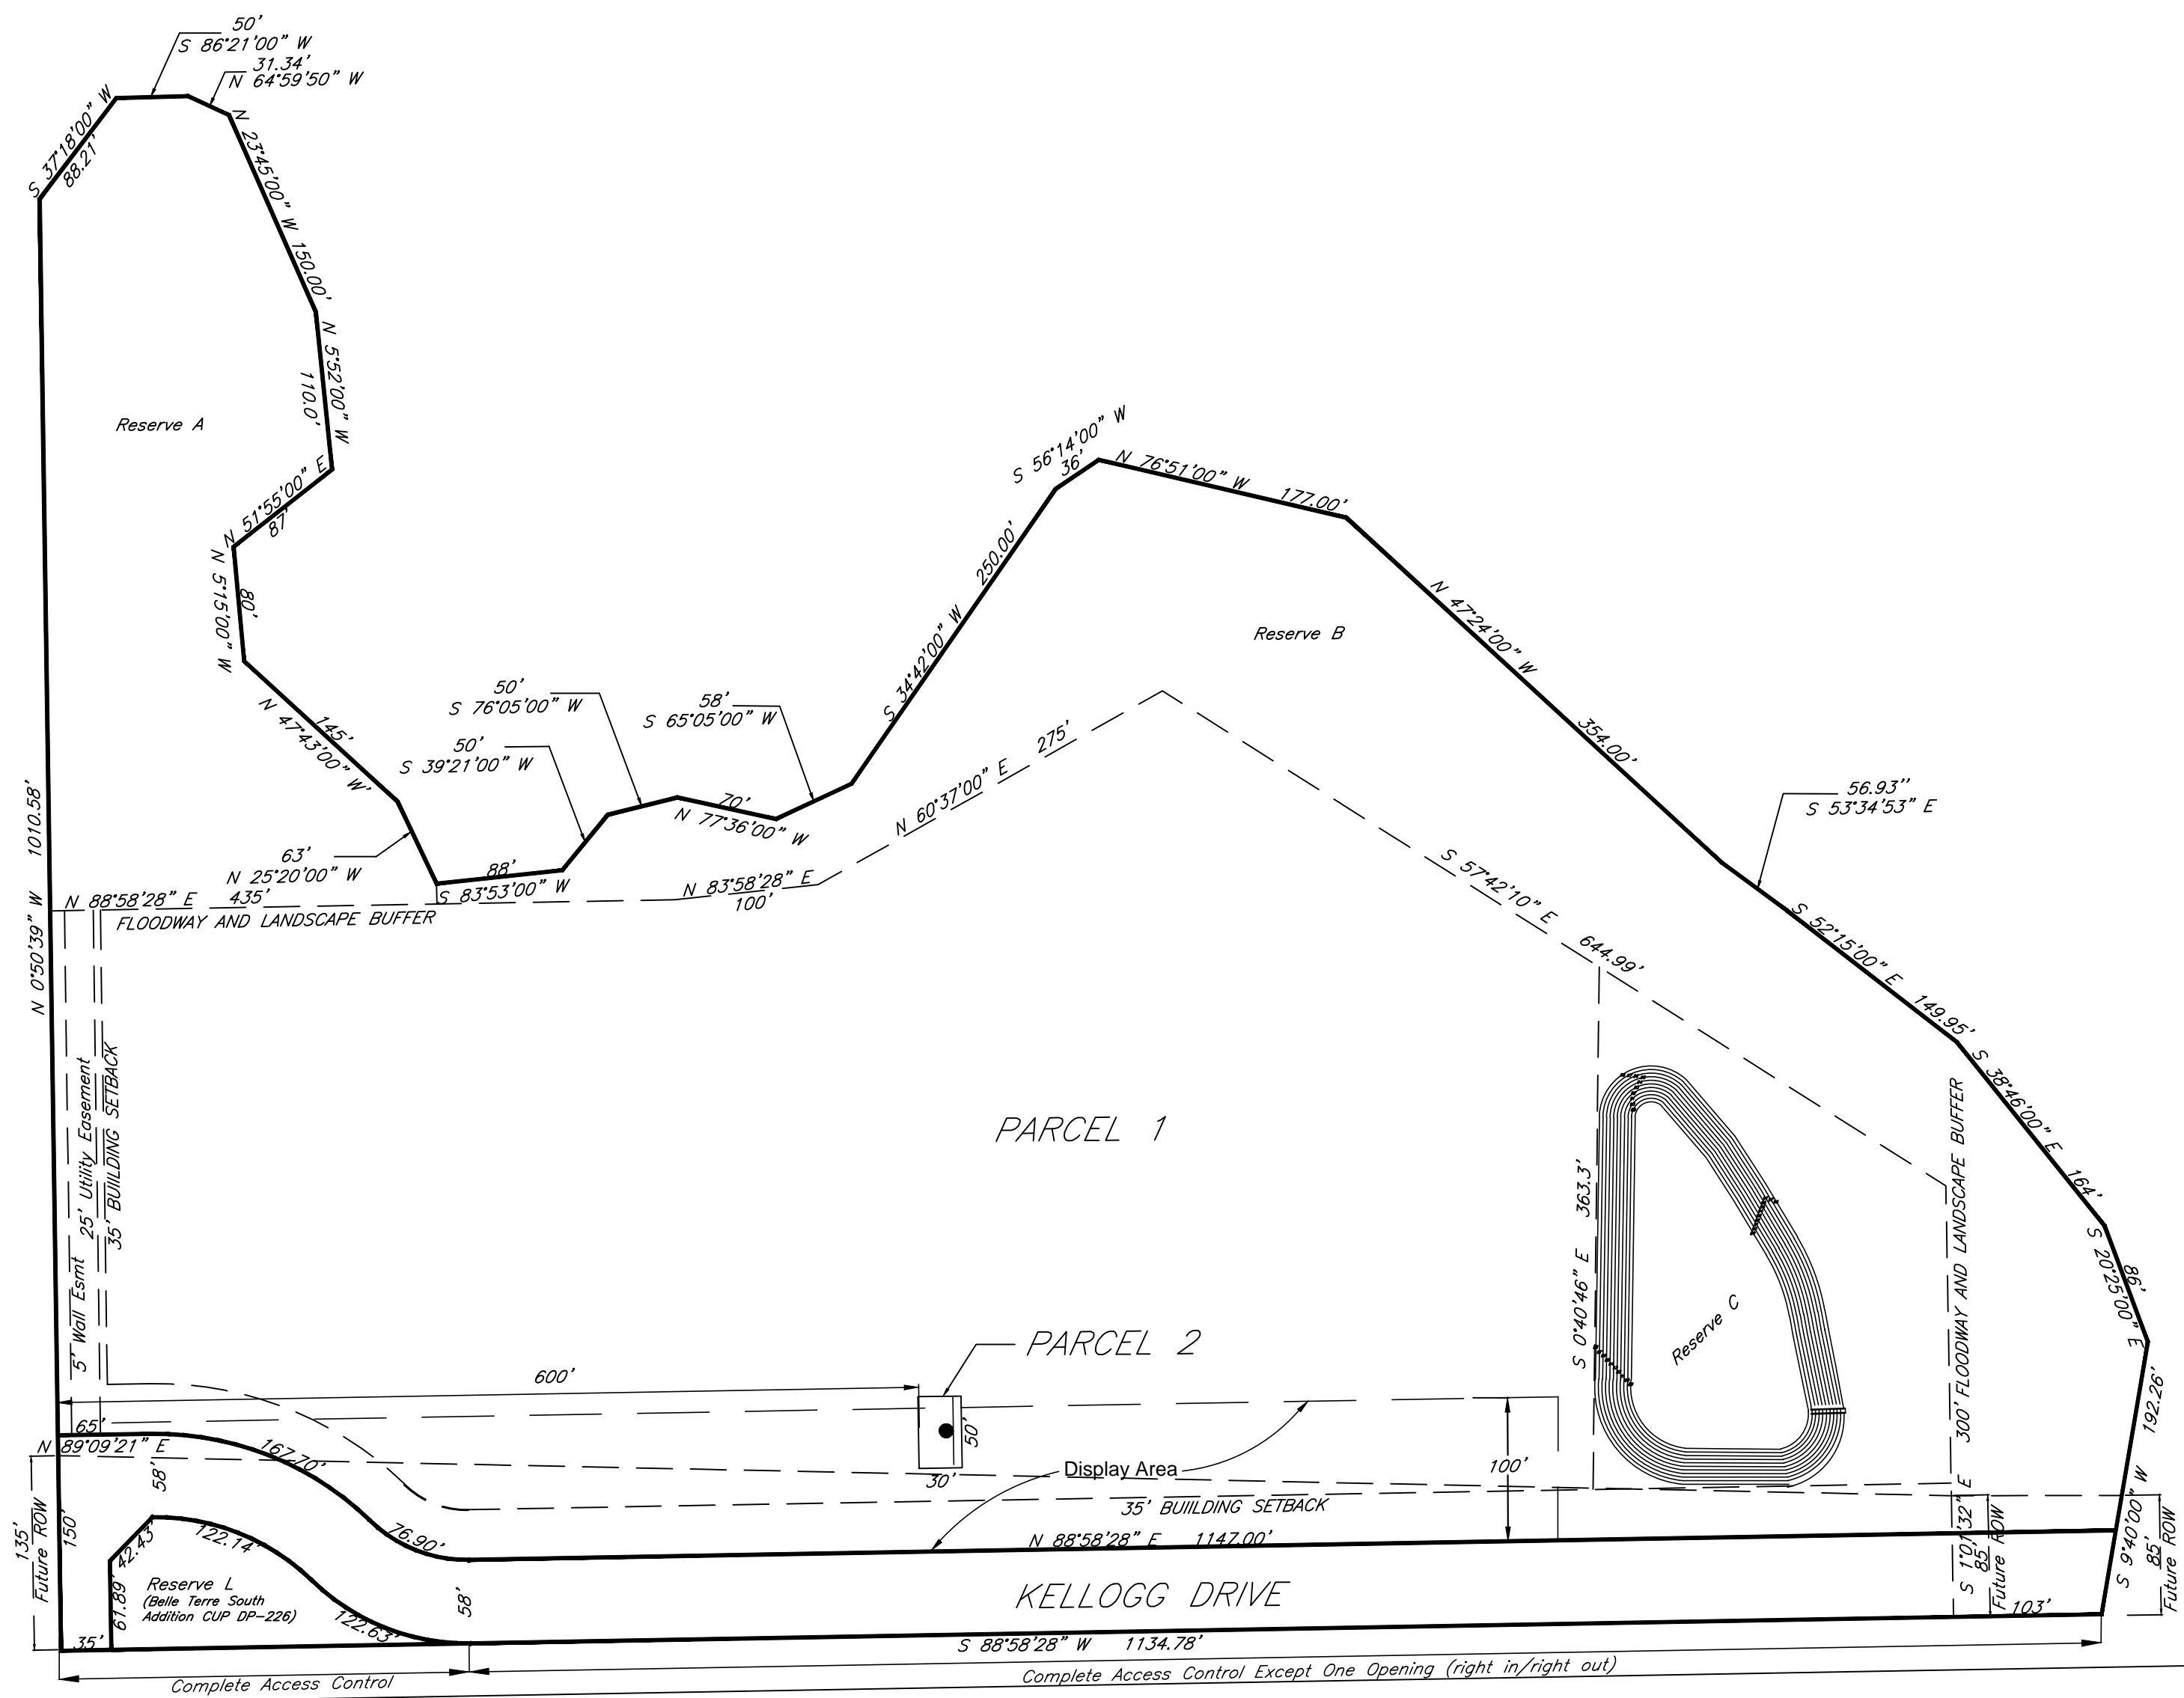 50'
S 86°21'00" W
31.34'
N 64°59'50" W
S 37°18'00" W
88.21'
N 23°45'00" W 150.00'
N 5°52'00" W
110.0'
Reserve A
N 51°55'00" E
87'
N 5°15'00" W
80'
N 47°43'00" W'
145'
63'
N 25°20'00" W
50'
S 76°05'00" W
50'
S 39°21'00" W
58'
S 65°05'00" W
88'
S 83°53'00" W
70'
N 77°36'00" W
S 34°42'00" W 250.00'
S 56°14'00" W
36'
N 76°51'00" W 177.00'
Reserve B
N 47°24'00" W 354.00'
56.93''
S 53°34'53" E
S 52°15'00" E 149.95'
S 38°46'00" E 164'
S 20°25'00" E
86'
192.26'
S 9°40'00" W
N 0°50'39" W 1010.58'
N 88°58'28" E 435'
FLOODWAY AND LANDSCAPE BUFFER
N 83°58'28" E
100'
N 60°37'00" E 275'
S 57°42'10" E 644.99'
5' Wall Esmt
25' Utility Easement
35' BUIILDING SETBACK
PARCEL 1
S 0°40'46" E 363.3'
Reserve C
300' FLOODWAY AND LANDSCAPE BUFFER
S 1°01'32" E
PARCEL 2
600'
50'
30'
Display Area
100'
35' BUIILDING SETBACK
65'
N 89°09'21" E
167.70'
58'
76.90'
N 88°58'28" E 1147.00'
135'
Future ROW
150'
42.43'
122.14'
61.89'
Reserve L
(Belle Terre South
Addition CUP DP-226)
122.63'
58'
35'
KELLOGG DRIVE
85'
Future ROW
103'
85'
Future ROW
S 88°58'28" W 1134.78'
Complete Access Control
Complete Access Control Except One Opening (right in/right out)